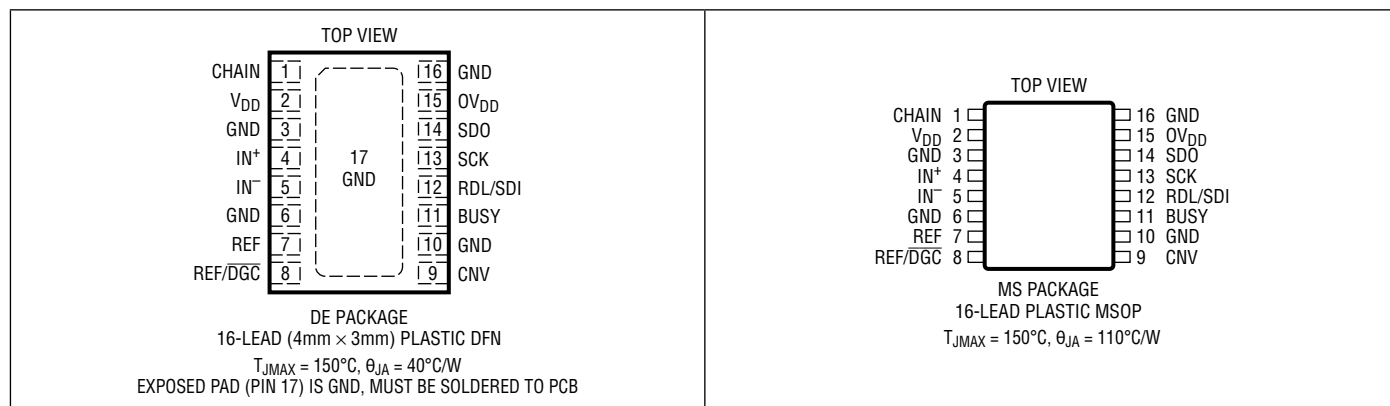 TOP VIEW
CHAIN 1
VDD 2
GND 3
IN+ 4
IN− 5
GND 6
REF 7
REF/DGC 8
17
GND
16 GND
15 OVDD
14 SDO
13 SCK
12 RDL/SDI
11 BUSY
10 GND
9 CNV
DE PACKAGE
16-LEAD (4mm × 3mm) PLASTIC DFN
TJMAX = 150°C, θJA = 40°C/W
EXPOSED PAD (PIN 17) IS GND, MUST BE SOLDERED TO PCB
TOP VIEW
CHAIN 1
VDD 2
GND 3
IN+ 4
IN− 5
GND 6
REF 7
REF/DGC 8
16 GND
15 OVDD
14 SDO
13 SCK
12 RDL/SDI
11 BUSY
10 GND
9 CNV
MS PACKAGE
16-LEAD PLASTIC MSOP
TJMAX = 150°C, θJA = 110°C/W